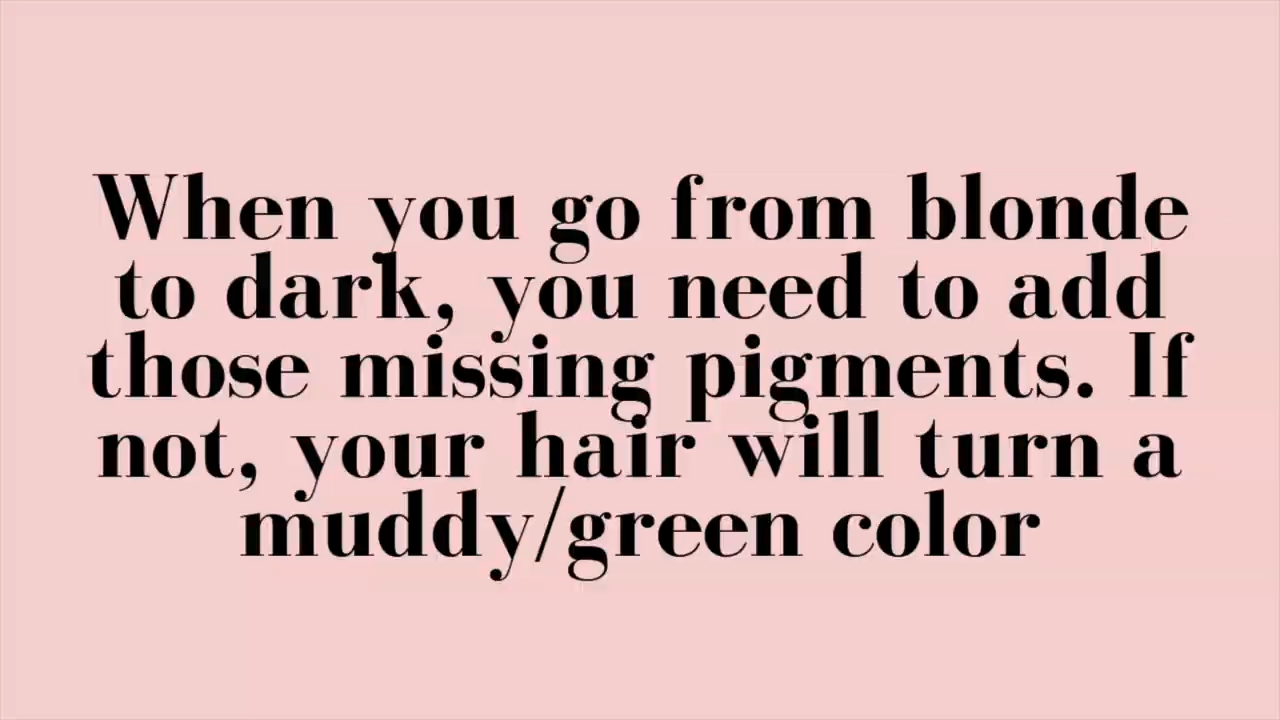 When you go from blonde
to dark, you need to add
those missing pigments. If
not, your hair will turn a
muddy/green color